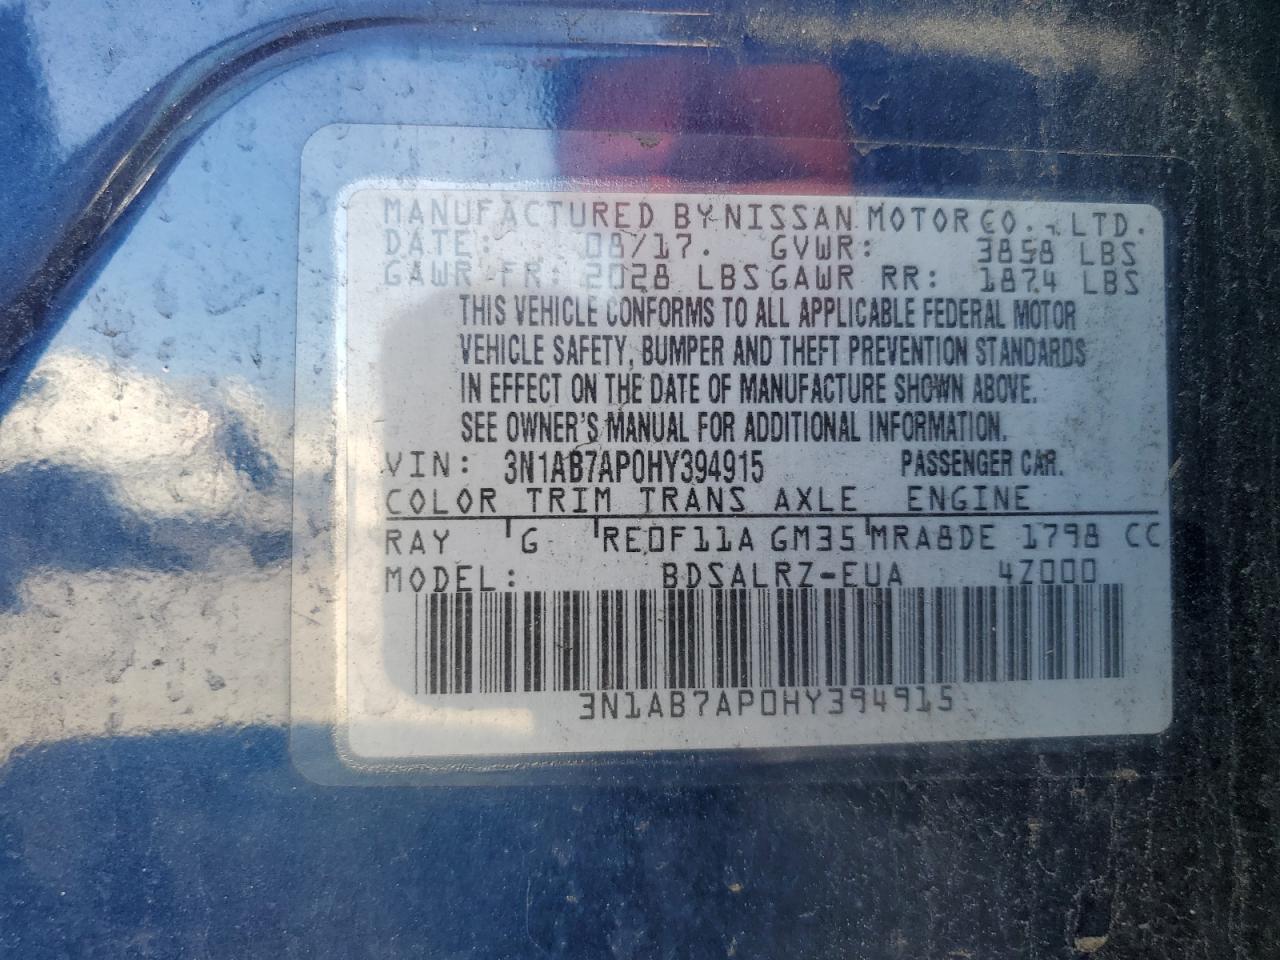 MANUFACTURED BY NISSAN MOTOR CO., LTD.
DATE: 08/17. GVWR: 3858 LBS
GAWR FR: 2028 LBS GAWR RR: 1874 LBS
THIS VEHICLE CONFORMS TO ALL APPLICABLE FEDERAL MOTOR
VEHICLE SAFETY, BUMPER AND THEFT PREVENTION STANDARDS
IN EFFECT ON THE DATE OF MANUFACTURE SHOWN ABOVE.
SEE OWNER'S MANUAL FOR ADDITIONAL INFORMATION.
VIN: 3N1AB7AP0HY394915 PASSENGER CAR.
COLOR TRIM TRANS AXLE ENGINE
RAY G RE0F11A GM35 MRA8DE 1798 CC
MODEL: BDSALRZ-EUA 4Z000
3N1AB7AP0HY394915